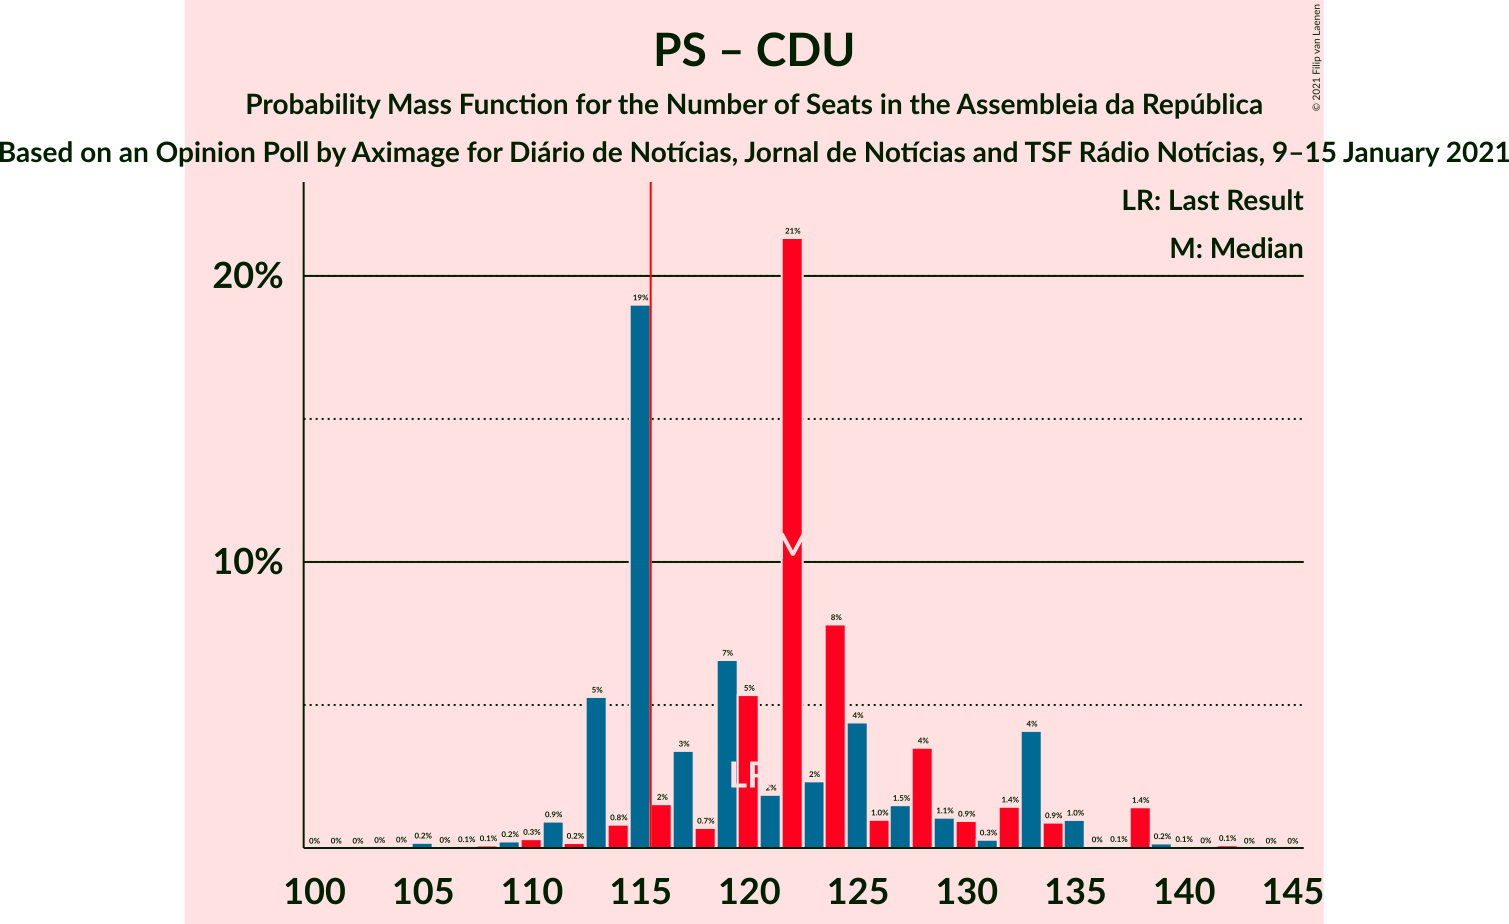 PS – CDU
Probability Mass Function for the Number of Seats in the Assembleia da República
Based on an Opinion Poll by Aximage for Diário de Notícias, Jornal de Notícias and TSF Rádio Notícias, 9–15 January 2021
© 2021 Filip van Laenen
LR: Last Result
M: Median
20%
10%
0% 0% 0% 0% 0% 0.2% 0% 0.1% 0.1% 0.2% 0.3% 0.9% 0.2% 5% 0.8% 19% 2% 3% 0.7% 7% 5% 2% 21% 2% 8% 4% 1.0% 1.5% 4% 1.1% 0.9% 0.3% 1.4% 4% 0.9% 1.0% 0% 0.1% 1.4% 0.2% 0.1% 0% 0.1% 0% 0% 0%
LR
M
100 105 110 115 120 125 130 135 140 145